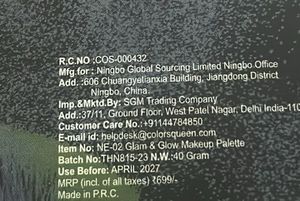 R.C.NO :COS-000432
Mfg.for : Ningbo Global Sourcing Limited Ningbo Office
Add. :606 Chuangyelianxia Building, Jiangdong District
Ningbo, China.
Imp.&Mktd.By: SGM Trading Company
Add.:37/11, Ground Floor, West Patel Nagar, Delhi India-110
Customer Care No.:+91144784850
E-mail id: helpdesk@colorsqueen.com
Item No: NE-02 Glam & Glow Makeup Palette
Batch No:THN815-23 N.W:40 Gram
Use Before: APRIL 2027
MRP (incl. of all taxes) ₹699/-
Made in P.R.C.